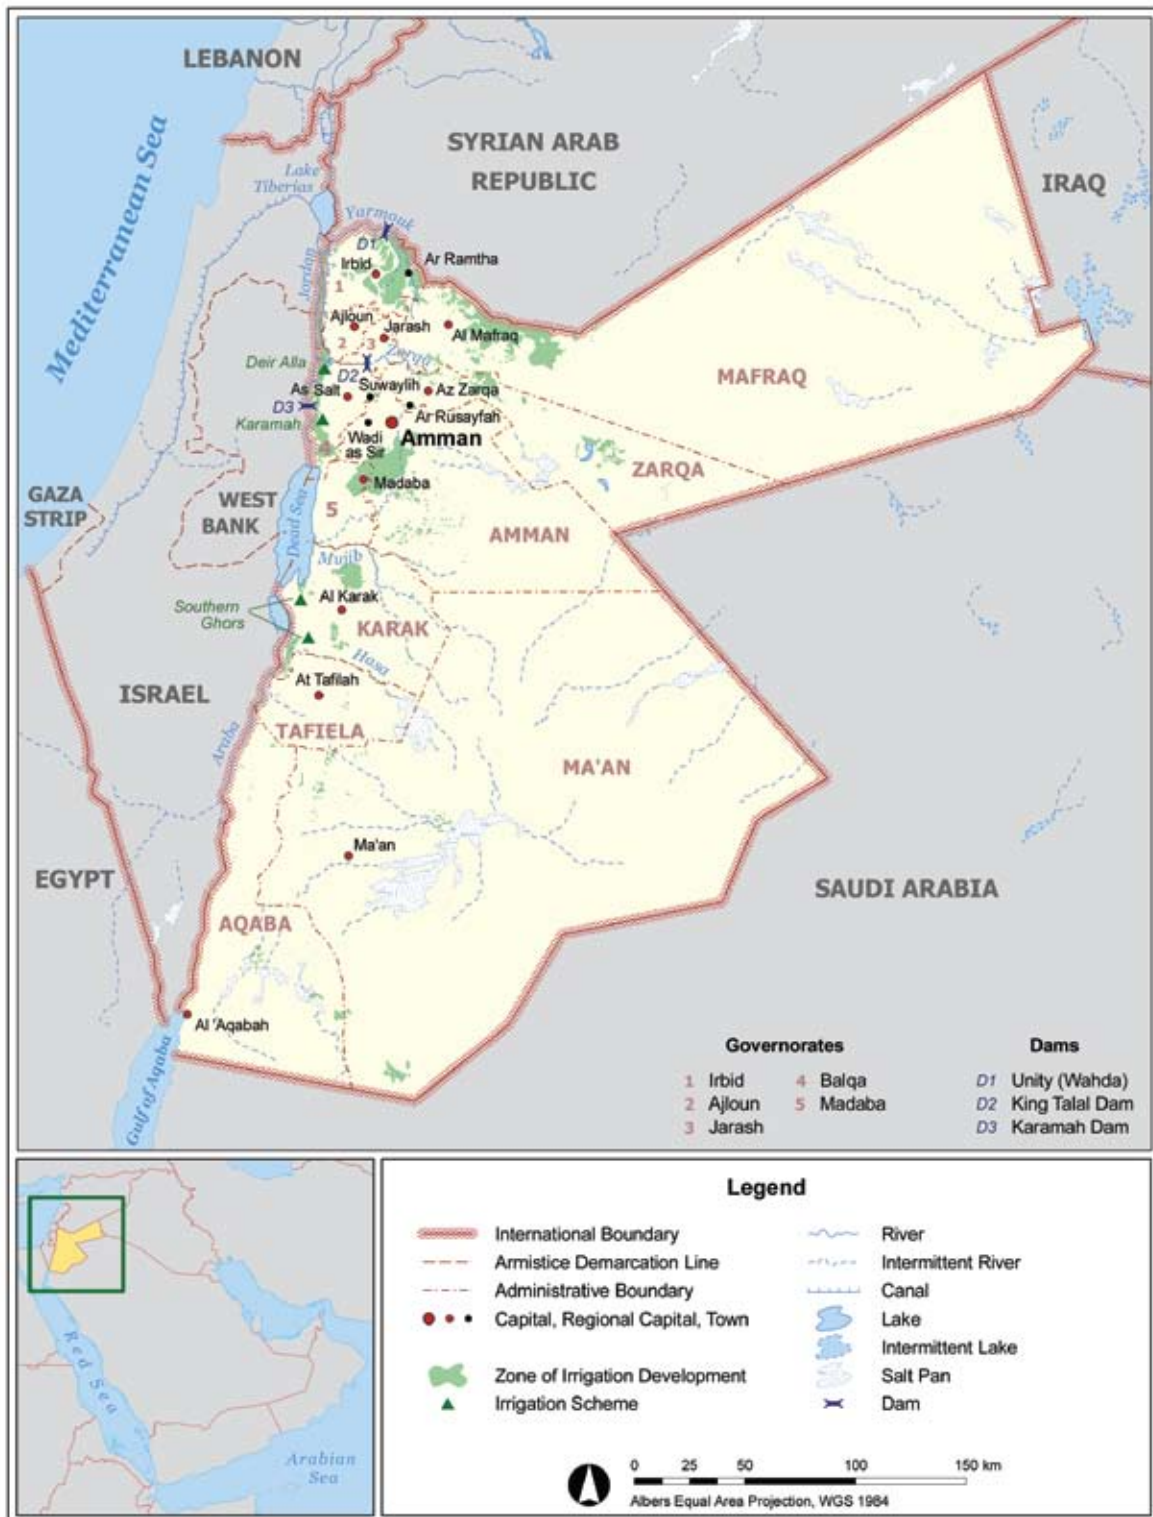 LEBANON
Mediterranean Sea
SYRIAN ARAB
REPUBLIC
IRAQ
Lake
Tiberias
Yarmouk
D1
Jordan
Irbid
Ar Ramtha
1
Ajloun
Jarash
Al Mafraq
2
3
Zarqa
Deir Alla
D2
MAFRAQ
As Salt
Suwaylih
Az Zarqa
D3
Ar Rusayfah
Karamah
Wadi
as Sir
Amman
4
ZARQA
GAZA
STRIP
WEST
BANK
Dead Sea
Madaba
5
AMMAN
Mujib
Southern
Ghors
Al Karak
KARAK
Hasa
ISRAEL
At Tafilah
TAFIELA
Araba
MA'AN
Ma'an
EGYPT
SAUDI ARABIA
AQABA
Al 'Aqabah
Gulf of Aqaba
Governorates
1 Irbid
2 Ajloun
3 Jarash
4 Balqa
5 Madaba
Dams
D1 Unity (Wahda)
D2 King Talal Dam
D3 Karamah Dam
Red Sea
Arabian
Sea
Legend
International Boundary
Armistice Demarcation Line
Administrative Boundary
Capital, Regional Capital, Town
Zone of Irrigation Development
Irrigation Scheme
River
Intermittent River
Canal
Lake
Intermittent Lake
Salt Pan
Dam
0 25 50 100 150 km
Albers Equal Area Projection, WGS 1984